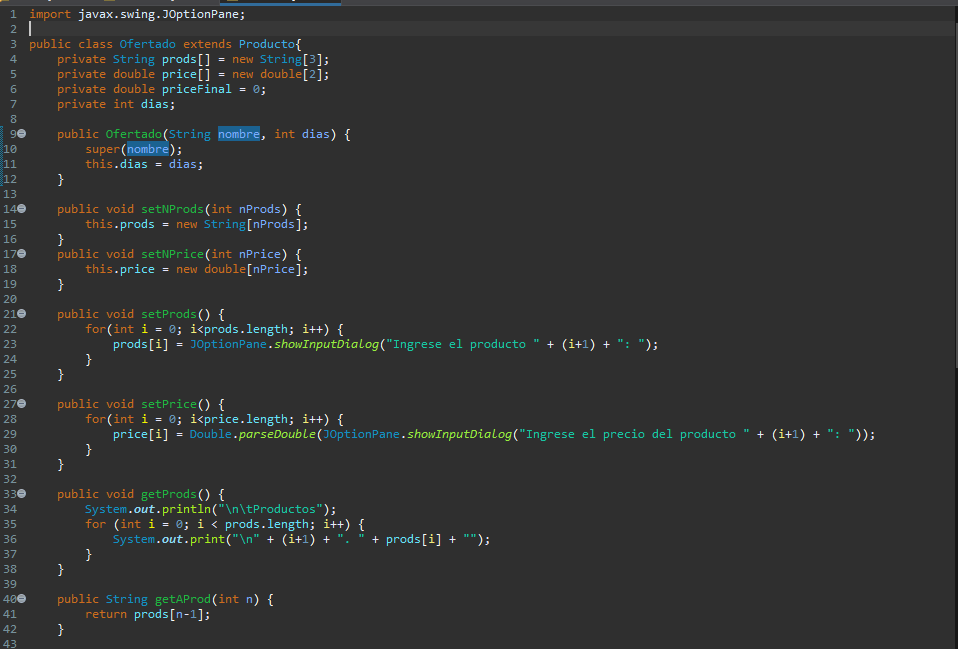 1 import javax.swing.JOptionPane;
2
3 public class Ofertado extends Producto{
4     private String prods[] = new String[3];
5     private double price[] = new double[2];
6     private double priceFinal = 0;
7     private int dias;
8
9     public Ofertado(String nombre, int dias) {
10         super(nombre);
11         this.dias = dias;
12     }
13
14     public void setNProds(int nProds) {
15         this.prods = new String[nProds];
16     }
17     public void setNPrice(int nPrice) {
18         this.price = new double[nPrice];
19     }
20
21     public void setProds() {
22         for(int i = 0; i<prods.length; i++) {
23             prods[i] = JOptionPane.showInputDialog("Ingrese el producto " + (i+1) + ": ");
24         }
25     }
26
27     public void setPrice() {
28         for(int i = 0; i<price.length; i++) {
29             price[i] = Double.parseDouble(JOptionPane.showInputDialog("Ingrese el precio del producto " + (i+1) + ": "));
30         }
31     }
32
33     public void getProds() {
34         System.out.println("\n\tProductos");
35         for (int i = 0; i < prods.length; i++) {
36             System.out.print("\n" + (i+1) + ". " + prods[i] + "");
37         }
38     }
39
40     public String getAProd(int n) {
41         return prods[n-1];
42     }
43